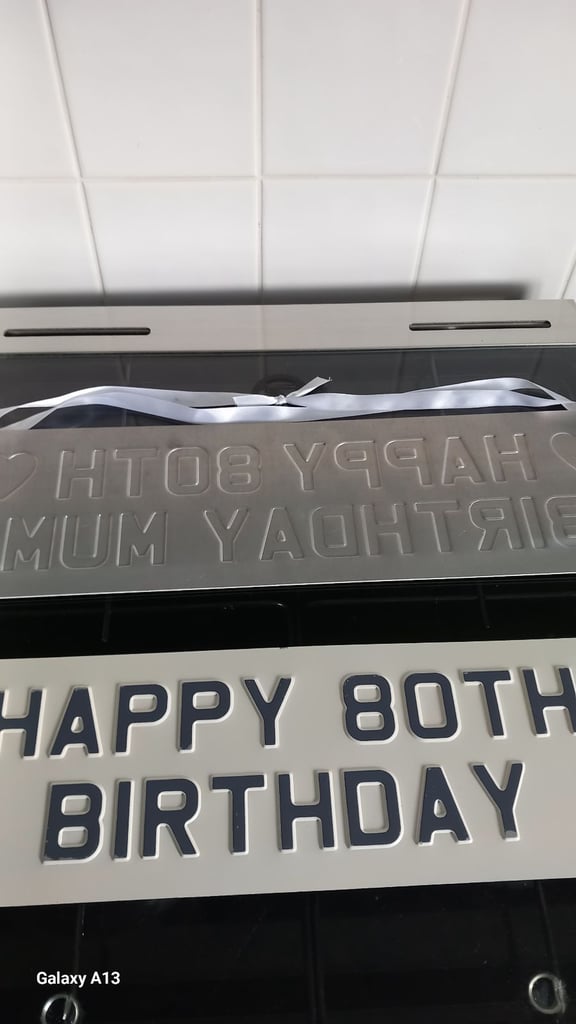 ♡ HAPPY 80TH ♡
BIRTHDAY MUM
HAPPY 80TH
BIRTHDAY
Galaxy A13